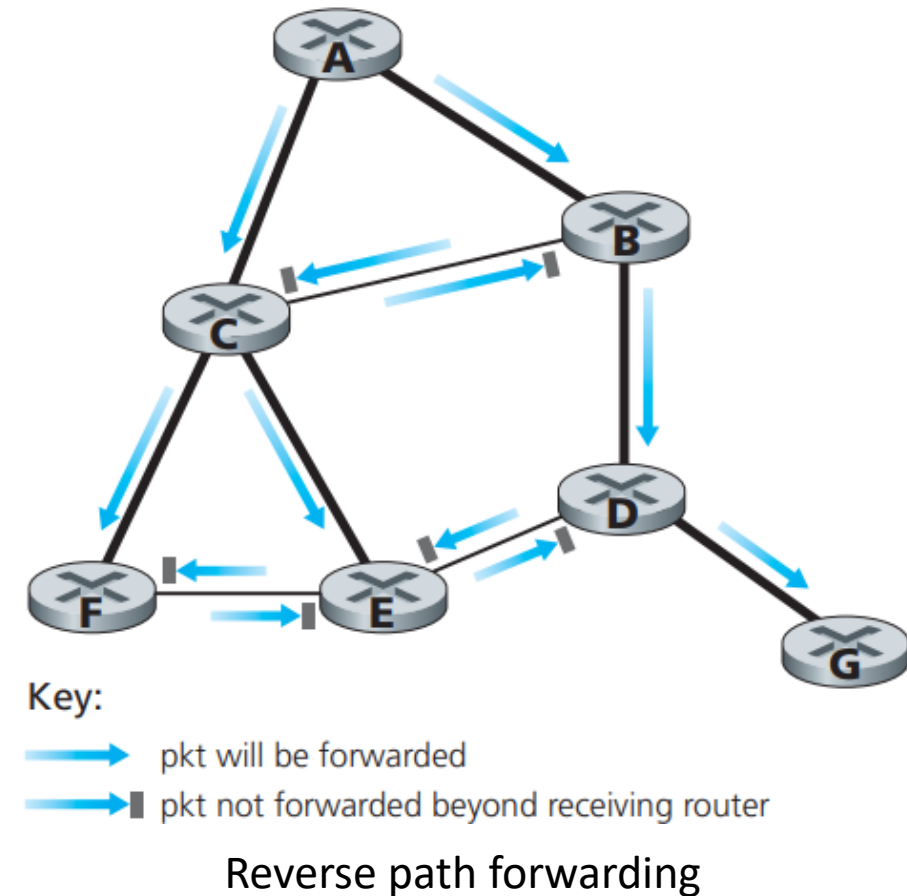 A
B
C
D
F
E
G
Key:
pkt will be forwarded
pkt not forwarded beyond receiving router
Reverse path forwarding